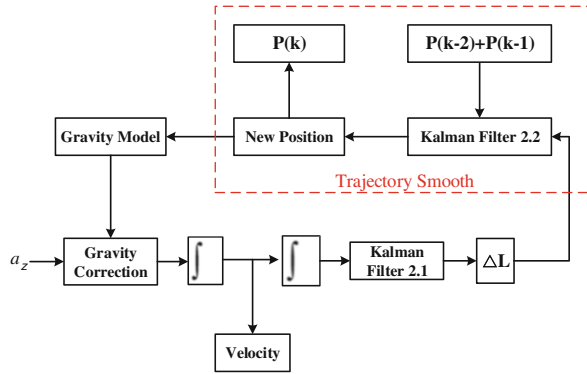 P(k)
P(k-2)+P(k-1)
Gravity Model
New Position
Kalman Filter 2.2
Trajectory Smooth
a_z
Gravity
Correction
∫
∫
Kalman
Filter 2.1
△L
Velocity